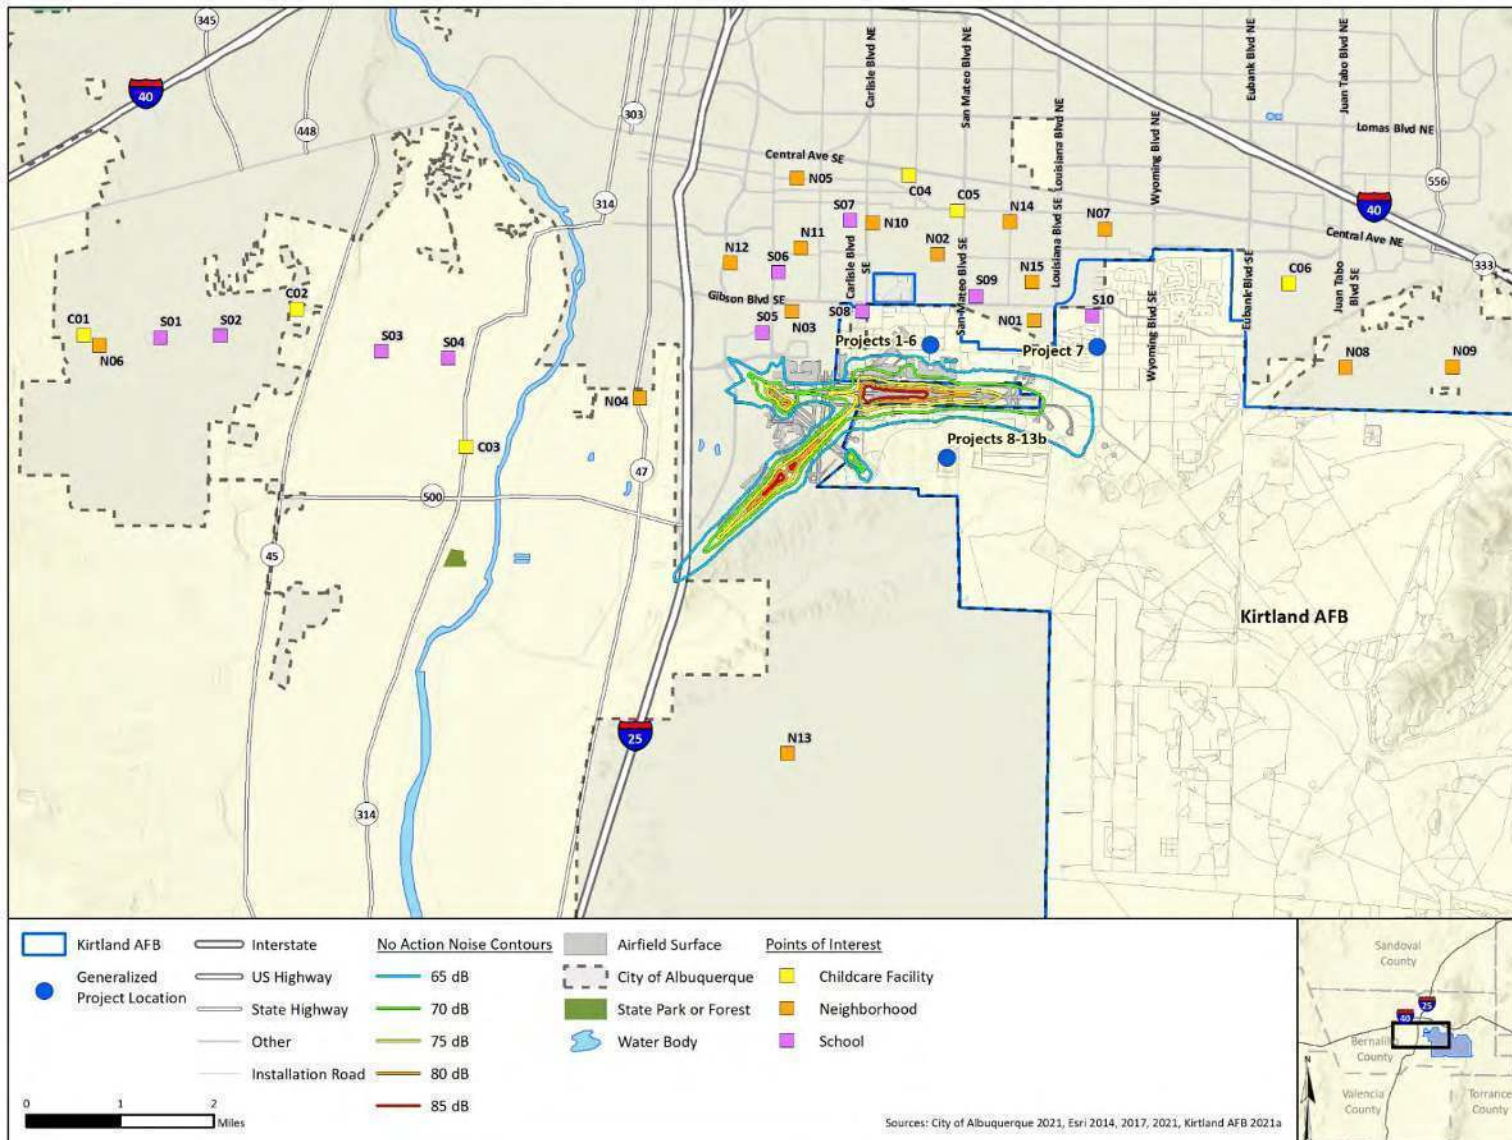 345
40
448
303
Carlisle Blvd NE
San Mateo Blvd NE
Louisiana Blvd NE
Wyoming Blvd NE
Eubank Blvd NE
Juan Tabo Blvd NE
Lomas Blvd NE
Central Ave SE
556
N05
C04
314
S07
C05
N14
40
N10
N07
Central Ave NE
N11
N02
N12
S06
Carlisle Blvd
SE
San Mateo Blvd SE
Louisiana Blvd SE
Wyoming Blvd SE
Eubank Blvd SE
Juan Tabo
Blvd SE
333
C06
N15
S09
Gibson Blvd SE
C02
S10
C01
S01
S02
S03
S04
S05
N03
S08
N01
N06
Projects 1-6
Project 7
N08
N09
N04
C03
Projects 8-13b
47
500
45
Kirtland AFB
25
N13
314
Kirtland AFB
Generalized
Project Location
Interstate
US Highway
State Highway
Other
Installation Road
No Action Noise Contours
65 dB
70 dB
75 dB
80 dB
85 dB
Airfield Surface
City of Albuquerque
State Park or Forest
Water Body
Points of Interest
Childcare Facility
Neighborhood
School
0 1 2
Miles
Sources: City of Albuquerque 2021, Esri 2014, 2017, 2021, Kirtland AFB 2021a
Sandoval
County
25
40
County
N
Valencia
County
Torrance
County